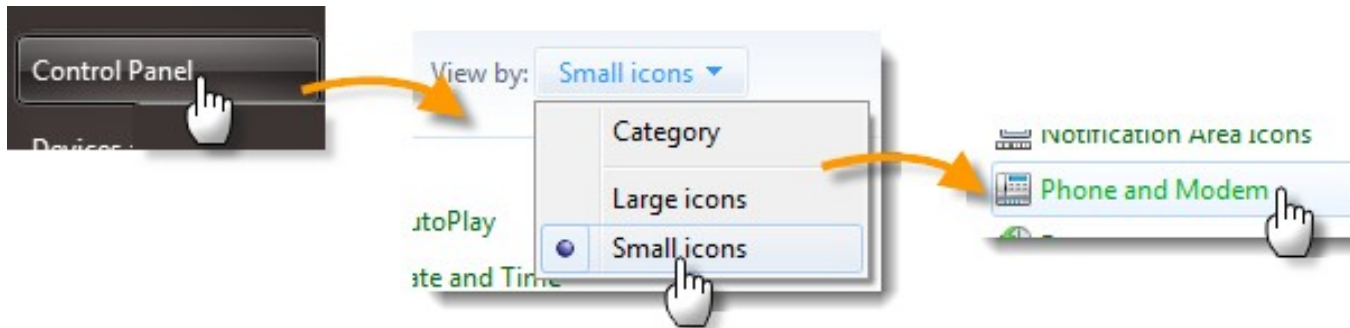 Control Panel
View by: Small icons
Category
Large icons
Small icons
utoPlay
ate and Time
Notification Area Icons
Phone and Modem